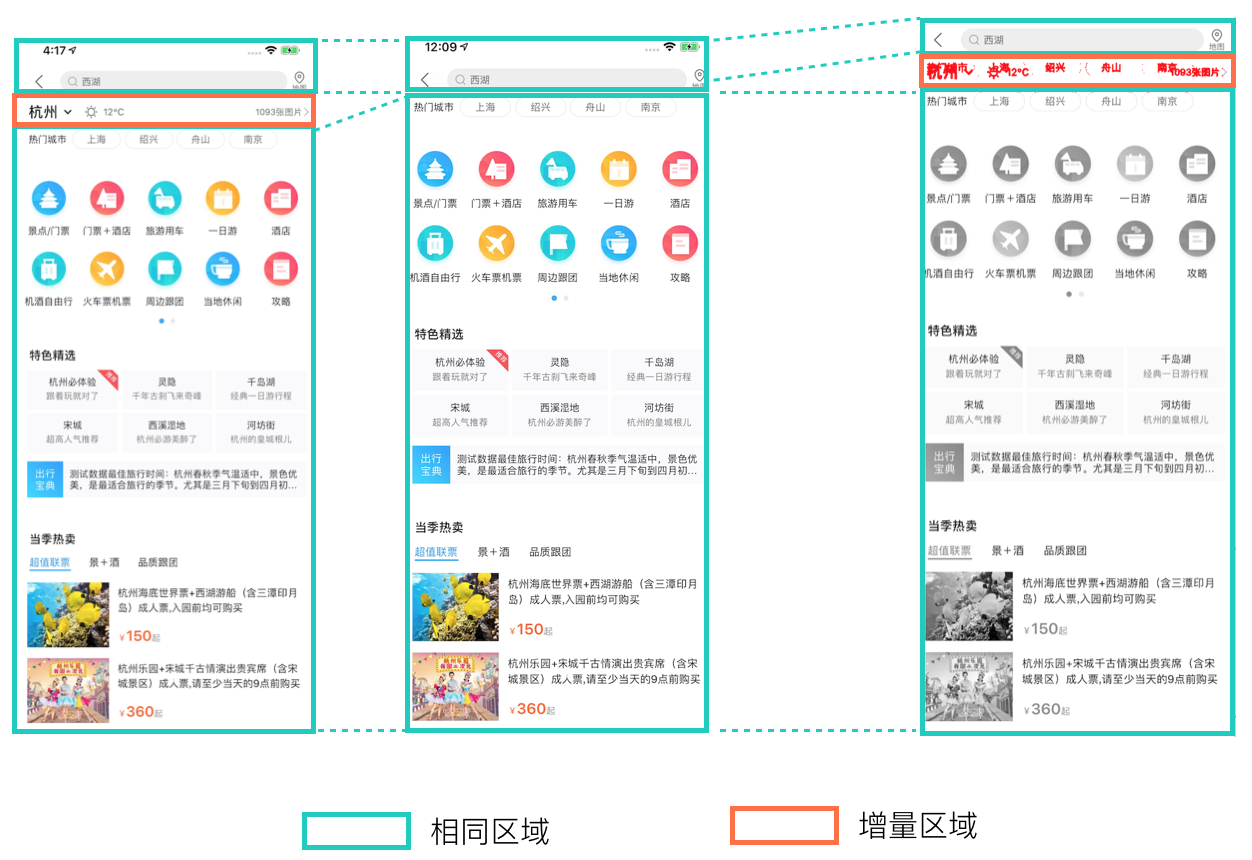 4:17
西湖
地图
杭州 12°C 1093张图片
热门城市 上海 绍兴 舟山 南京
景点/门票 门票+酒店 旅游用车 一日游 酒店
机酒自由行 火车票机票 周边跟团 当地休闲 攻略
特色精选
杭州必体验 灵隐 千岛湖
推荐
跟着玩就对了 千年古刹飞来奇峰 经典一日游行程
宋城 西溪湿地 河坊街
超高人气推荐 杭州必游美醉了 杭州的皇城根儿
出行
宝典
测试数据最佳旅行时间：杭州春秋季气温适中，景色优
美，是最适合旅行的季节。尤其是三月下旬到四月初...
当季热卖
超值联票 景+酒 品质跟团
杭州海底世界票+西湖游船（含三潭印月
岛）成人票,入园前均可购买
¥150起
杭州乐园+宋城千古情演出贵宾席（含宋
城景区）成人票,请至少当天的9点前购买
¥360起
12:09
西湖
地图
热门城市 上海 绍兴 舟山 南京
景点/门票 门票+酒店 旅游用车 一日游 酒店
机酒自由行 火车票机票 周边跟团 当地休闲 攻略
特色精选
杭州必体验 灵隐 千岛湖
推荐
跟着玩就对了 千年古刹飞来奇峰 经典一日游行程
宋城 西溪湿地 河坊街
超高人气推荐 杭州必游美醉了 杭州的皇城根儿
出行
宝典
测试数据最佳旅行时间：杭州春秋季气温适中，景色优
美，是最适合旅行的季节。尤其是三月下旬到四月初...
当季热卖
超值联票 景+酒 品质跟团
杭州海底世界票+西湖游船（含三潭印月
岛）成人票,入园前均可购买
¥150起
杭州乐园+宋城千古情演出贵宾席（含宋
城景区）成人票,请至少当天的9点前购买
¥360起
西湖
地图
杭州 12°C 上海 绍兴 舟山 南京 1093张图片
热门城市 上海 绍兴 舟山 南京
景点/门票 门票+酒店 旅游用车 一日游 酒店
机酒自由行 火车票机票 周边跟团 当地休闲 攻略
特色精选
杭州必体验 灵隐 千岛湖
推荐
跟着玩就对了 千年古刹飞来奇峰 经典一日游行程
宋城 西溪湿地 河坊街
超高人气推荐 杭州必游美醉了 杭州的皇城根儿
出行
宝典
测试数据最佳旅行时间：杭州春秋季气温适中，景色优
美，是最适合旅行的季节。尤其是三月下旬到四月初...
当季热卖
超值联票 景+酒 品质跟团
杭州海底世界票+西湖游船（含三潭印月
岛）成人票,入园前均可购买
¥150起
杭州乐园+宋城千古情演出贵宾席（含宋
城景区）成人票,请至少当天的9点前购买
¥360起
相同区域
增量区域